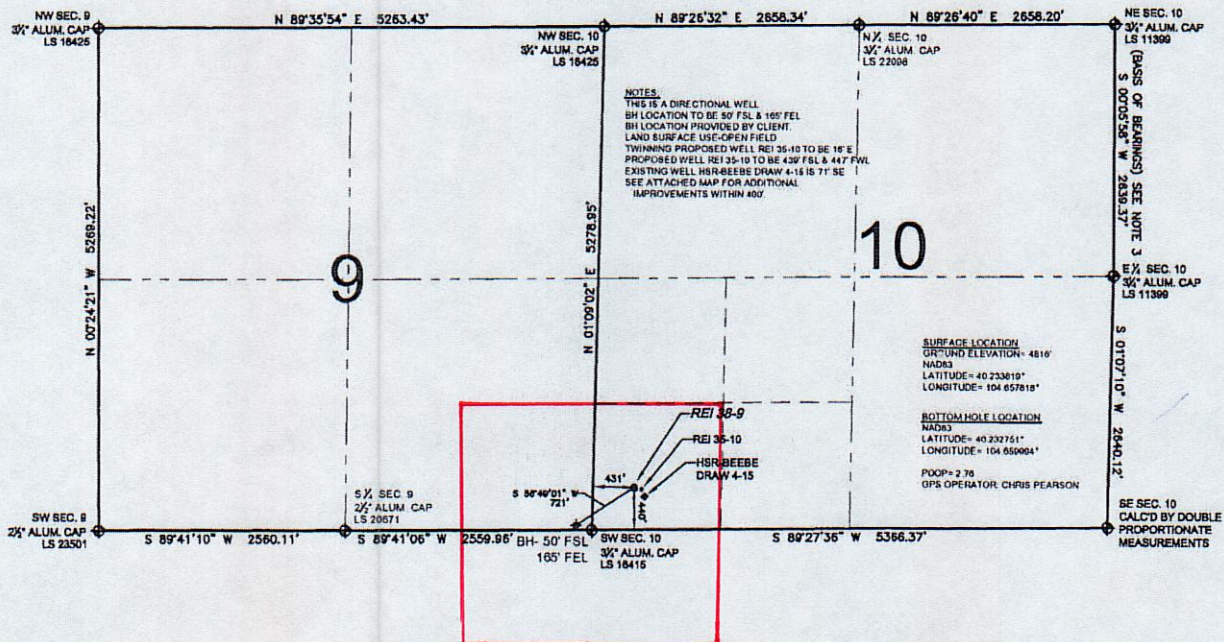 N 89°35'54" E 5263.43'
N 89°26'32" E 2658.34'
N 89°26'40" E 2658.20'
NW SEC. 9
3¼" ALUM. CAP
LS 16425
NW SEC. 10
3¼" ALUM. CAP
LS 16425
N ¼ SEC. 10
3¼" ALUM. CAP
LS 22098
NE SEC. 10
3¼" ALUM. CAP
LS 11399
(BASIS OF BEARINGS) SEE NOTE 3
S 00°05'58" W 2639.37'
NOTES:
THIS IS A DIRECTIONAL WELL
BH LOCATION TO BE 50' FSL & 165' FEL
BH LOCATION PROVIDED BY CLIENT.
LAND SURFACE USE-OPEN FIELD
TWINNING PROPOSED WELL REI 35-10 TO BE 16' E
PROPOSED WELL REI 35-10 TO BE 439' FSL & 447' FWL
EXISTING WELL HSR-BEEBE DRAW 4-15 IS 71' SE
SEE ATTACHED MAP FOR ADDITIONAL
IMPROVEMENTS WITHIN 400'.
N 00°24'21" W 5269.22'
9
N 01°09'02" E 5278.95'
10
E ¼ SEC. 10
3¼" ALUM. CAP
LS 11399
S 01°07'10" W 2640.12'
SURFACE LOCATION
GROUND ELEVATION= 4816'
NAD83
LATITUDE= 40.233819°
LONGITUDE= 104.657818°
BOTTOM HOLE LOCATION
NAD83
LATITUDE= 40.232751°
LONGITUDE= 104.659964°
PDOP= 2.76
GPS OPERATOR: CHRIS PEARSON
REI 38-9
REI 35-10
HSR-BEEBE
DRAW 4-15
431'
440'
S 56°49'01" W
721'
S ¼ SEC. 9
2½" ALUM. CAP
LS 20671
SW SEC. 9
2½" ALUM. CAP
LS 23501
S 89°41'10" W 2560.11'
S 89°41'06" W 2559.96'
BH- 50' FSL
165' FEL
SW SEC. 10
3¼" ALUM. CAP
LS 16415
S 89°27'35" W 5366.37'
SE SEC. 10
CALC'D BY DOUBLE
PROPORTIONATE
MEASUREMENTS